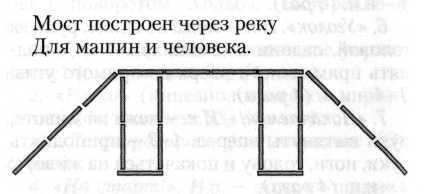 Мост построен через реку
Для машин и человека.